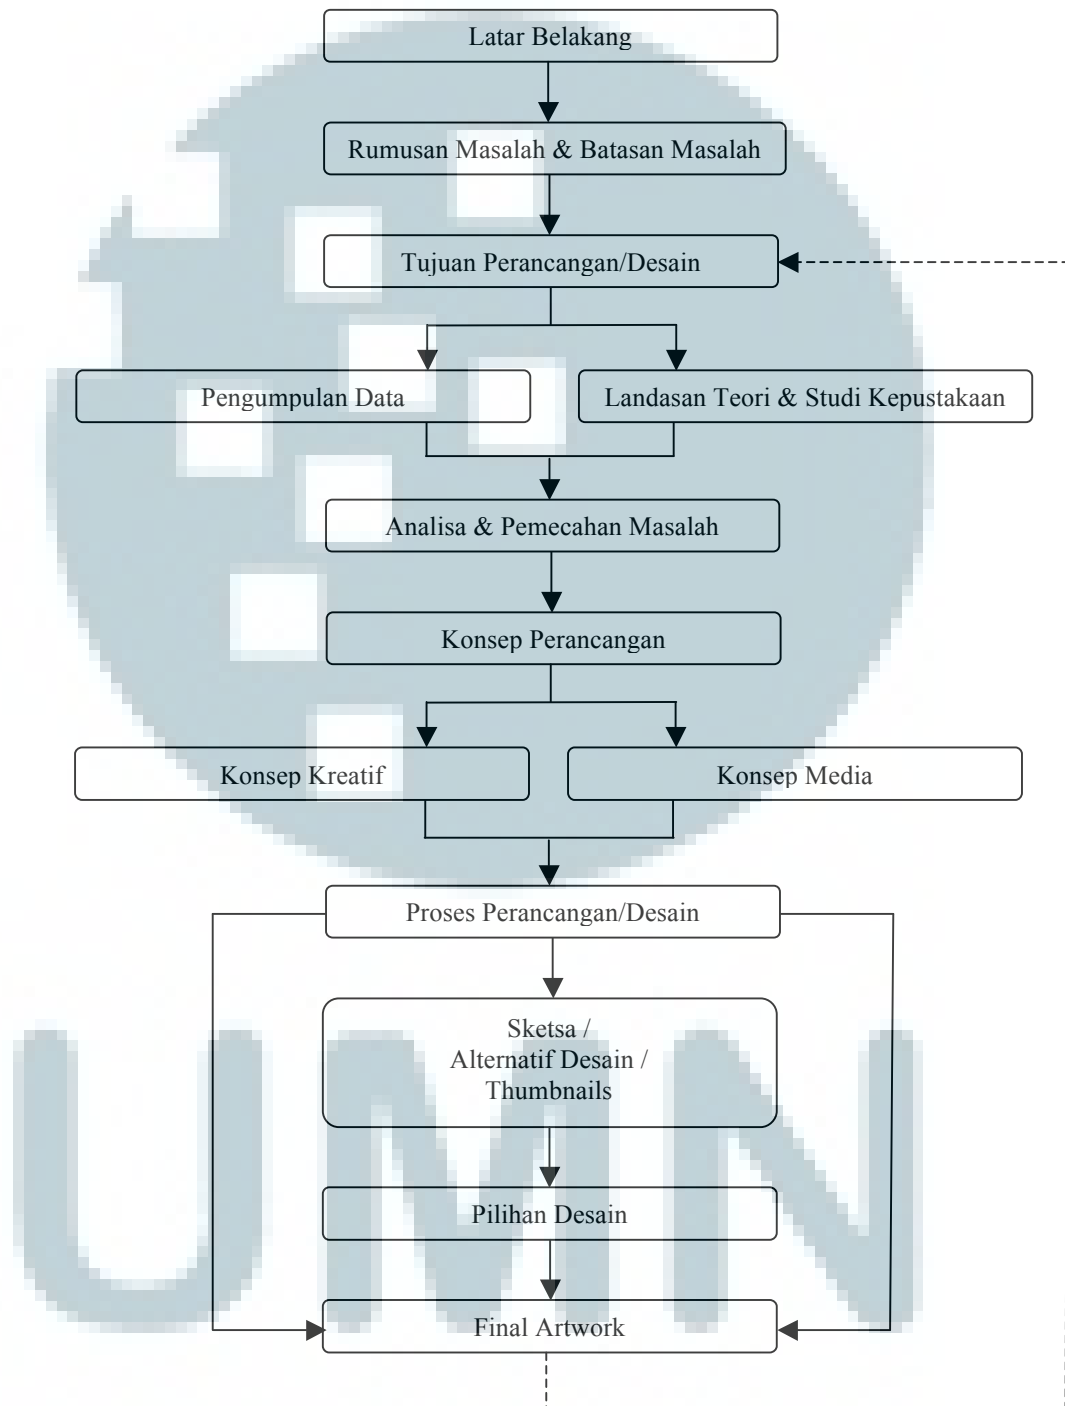 Latar Belakang
Rumusan Masalah & Batasan Masalah
Tujuan Perancangan/Desain
Pengumpulan Data
Landasan Teori & Studi Kepustakaan
Analisa & Pemecahan Masalah
Konsep Perancangan
Konsep Kreatif
Konsep Media
Proses Perancangan/Desain
Sketsa /
Alternatif Desain /
Thumbnails
Pilihan Desain
Final Artwork
UMN